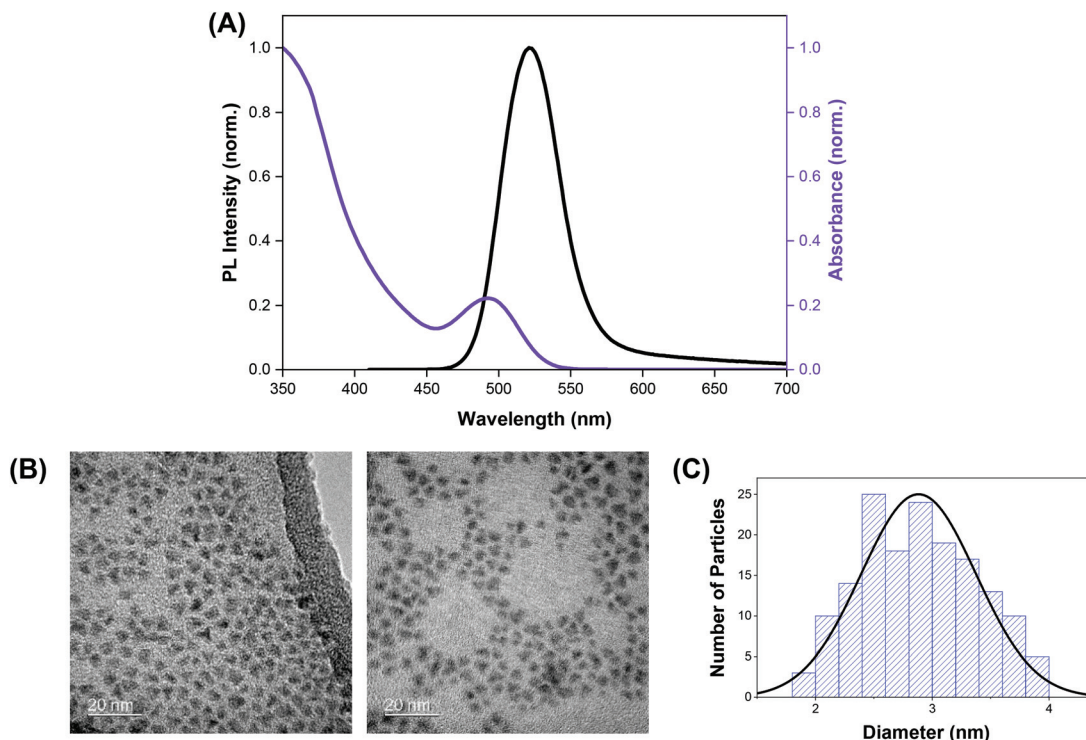 (A)
PL Intensity (norm.)
1.0
0.8
0.6
0.4
0.2
0.0
1.0
0.8
0.6
0.4
0.2
0.0
Absorbance (norm.)
350 400 450 500 550 600 650 700
Wavelength (nm)
(B)
20 nm
20 nm
(C)
Number of Particles
25
20
15
10
5
0
2 3 4
Diameter (nm)